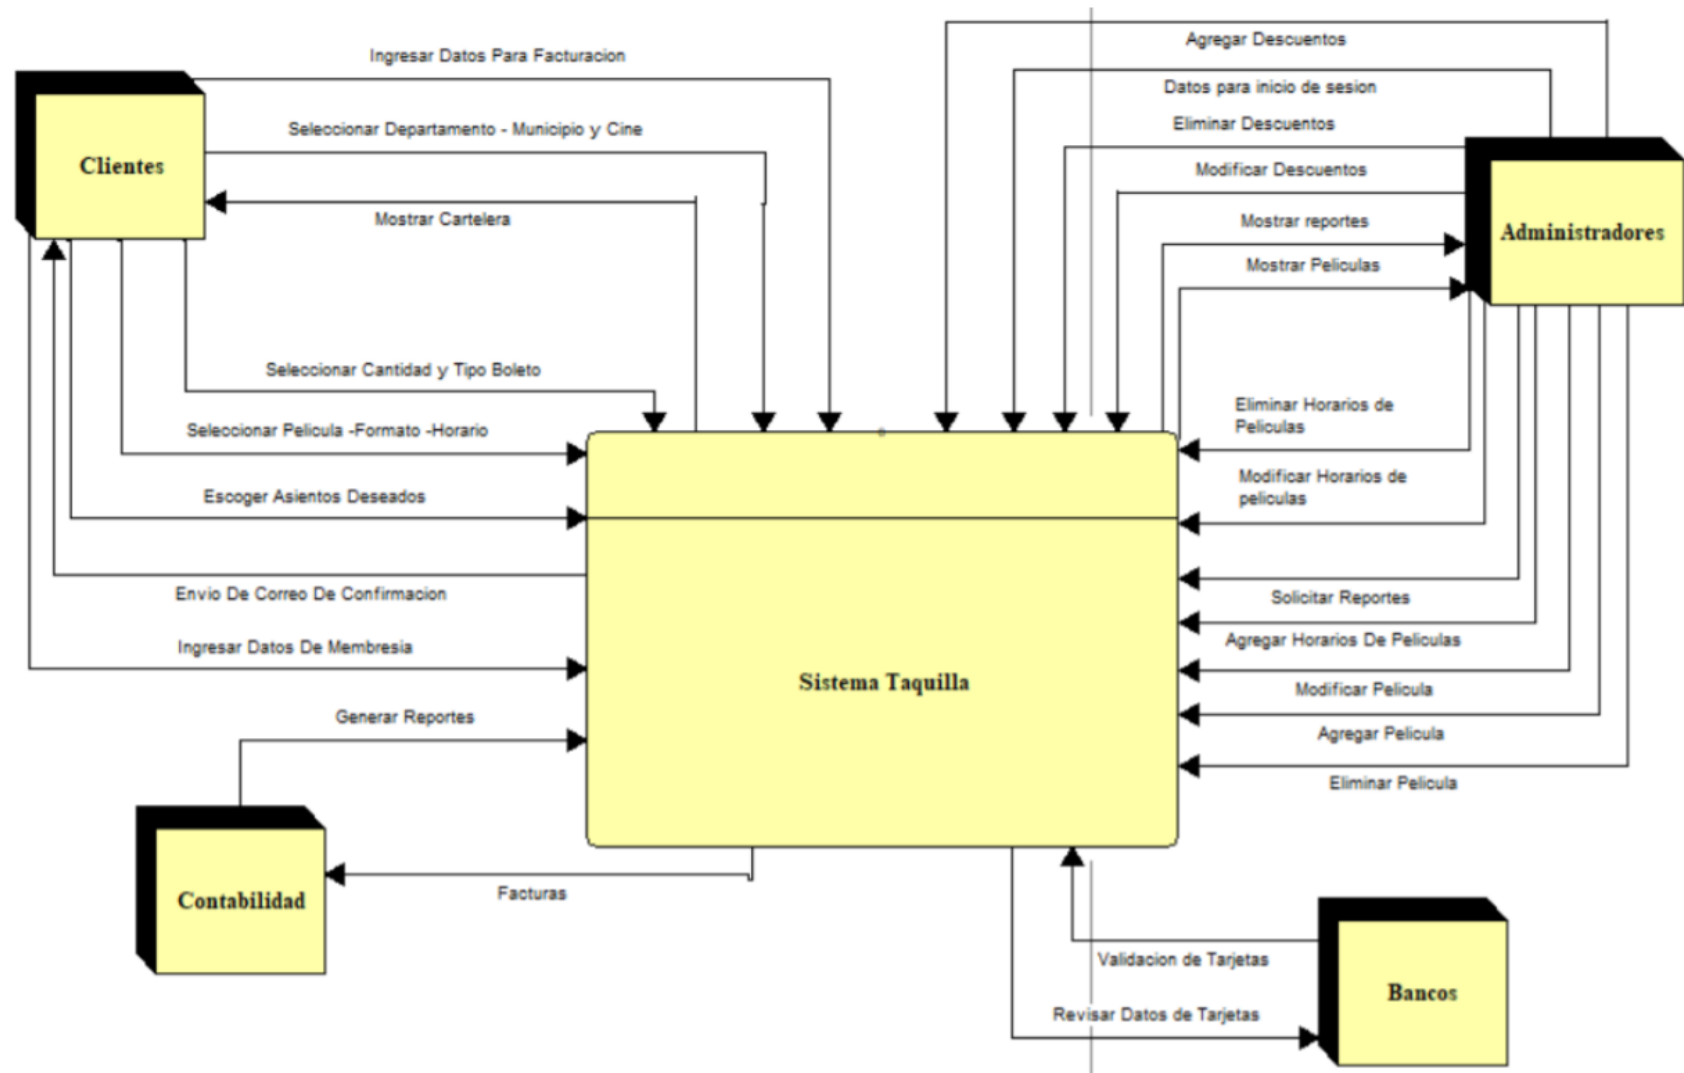 Agregar Descuentos
Ingresar Datos Para Facturacion
Datos para inicio de sesion
Seleccionar Departamento - Municipio y Cine
Eliminar Descuentos
Clientes
Modificar Descuentos
Mostrar Cartelera
Mostrar reportes
Administradores
Mostrar Peliculas
Seleccionar Cantidad y Tipo Boleto
Eliminar Horarios de
Peliculas
Seleccionar Pelicula -Formato -Horario
Modificar Horarios de
peliculas
Escoger Asientos Deseados
Envio De Correo De Confirmacion
Solicitar Reportes
Agregar Horarios De Peliculas
Ingresar Datos De Membresia
Sistema Taquilla
Modificar Pelicula
Generar Reportes
Agregar Pelicula
Eliminar Pelicula
Contabilidad
Facturas
Validacion de Tarjetas
Bancos
Revisar Datos de Tarjetas